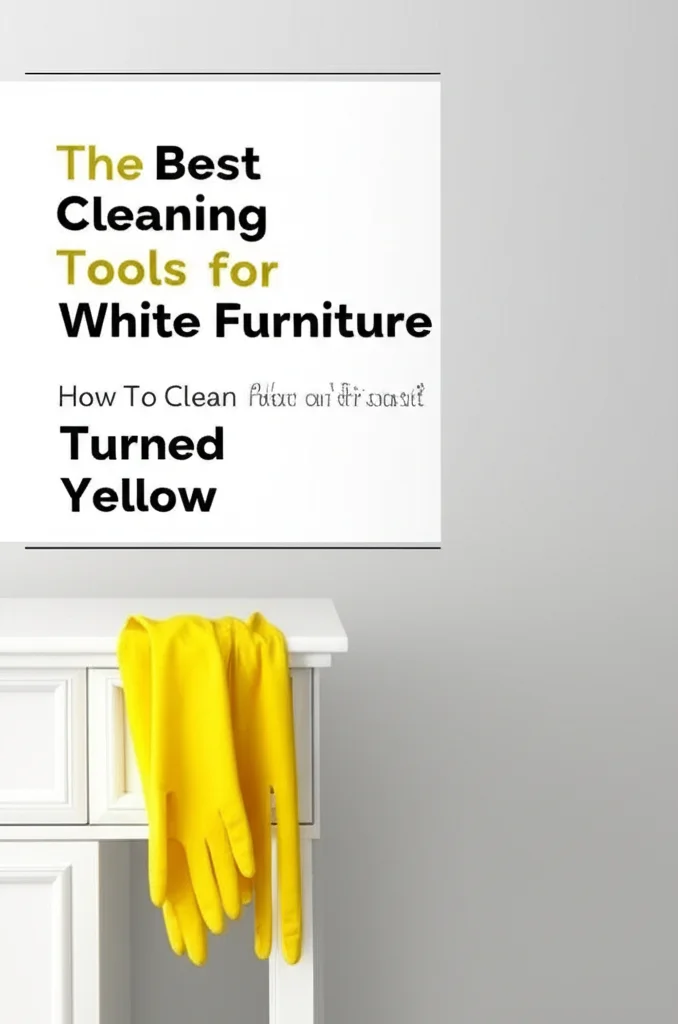 The Best
Cleaning
Tools for
White Furniture
How To Clean
Turned
Yellow